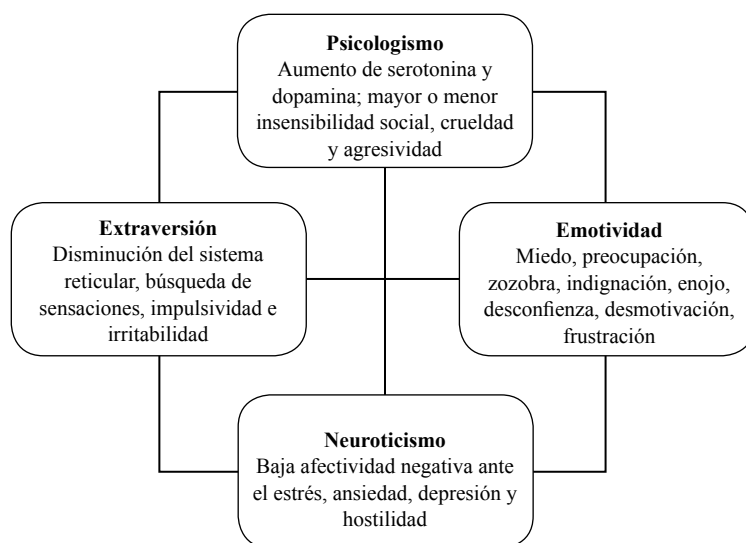 Psicologismo
Aumento de serotonina y
dopamina; mayor o menor
insensibilidad social, crueldad
y agresividad
Extraversión
Disminución del sistema
reticular, búsqueda de
sensaciones, impulsividad e
irritabilidad
Emotividad
Miedo, preocupación,
zozobra, indignación, enojo,
desconfienza, desmotivación,
frustración
Neuroticismo
Baja afectividad negativa ante
el estrés, ansiedad, depresión y
hostilidad